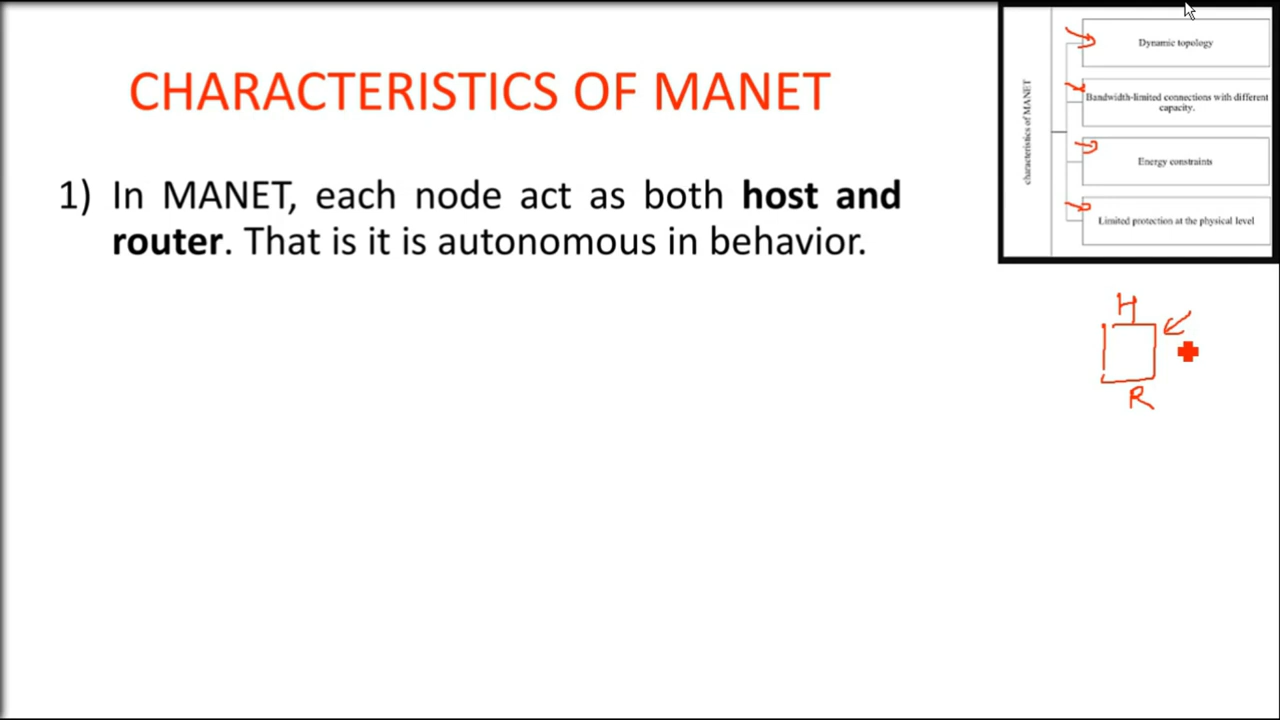 CHARACTERISTICS OF MANET
1) In MANET, each node act as both host and
router. That is it is autonomous in behavior.
characteristics of MANET
Dynamic topology
Bandwidth-limited connections with different
capacity.
Energy constraints
Limited protection at the physical level
H
R